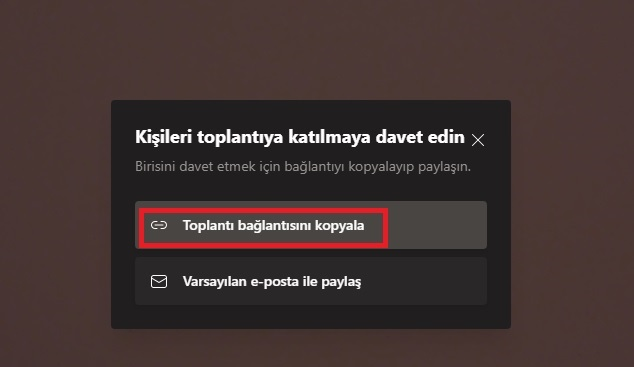 Kişileri toplantıya katılmaya davet edin
Birisini davet etmek için bağlantıyı kopyalayıp paylaşın.
Toplantı bağlantısını kopyala
Varsayılan e-posta ile paylaş